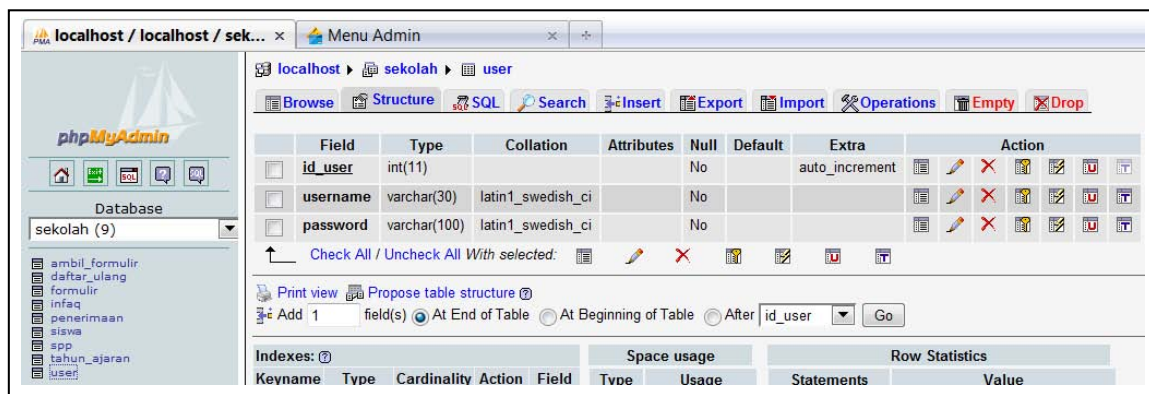 localhost / localhost / sek... ×
Menu Admin ×
localhost ▸ sekolah ▸ user
Browse Structure SQL Search Insert Export Import Operations Empty Drop
phpMyAdmin
Database
sekolah (9)
ambil_formulir
daftar_ulang
formulir
infaq
penerimaan
siswa
spp
tahun_ajaran
user
Field Type Collation Attributes Null Default Extra Action
id_user int(11) No auto_increment
username varchar(30) latin1_swedish_ci No
password varchar(100) latin1_swedish_ci No
Check All / Uncheck All With selected:
Print view Propose table structure
Add 1 field(s) At End of Table At Beginning of Table After id_user Go
Indexes: Space usage Row Statistics
Keyname Type Cardinality Action Field Type Usage Statements Value